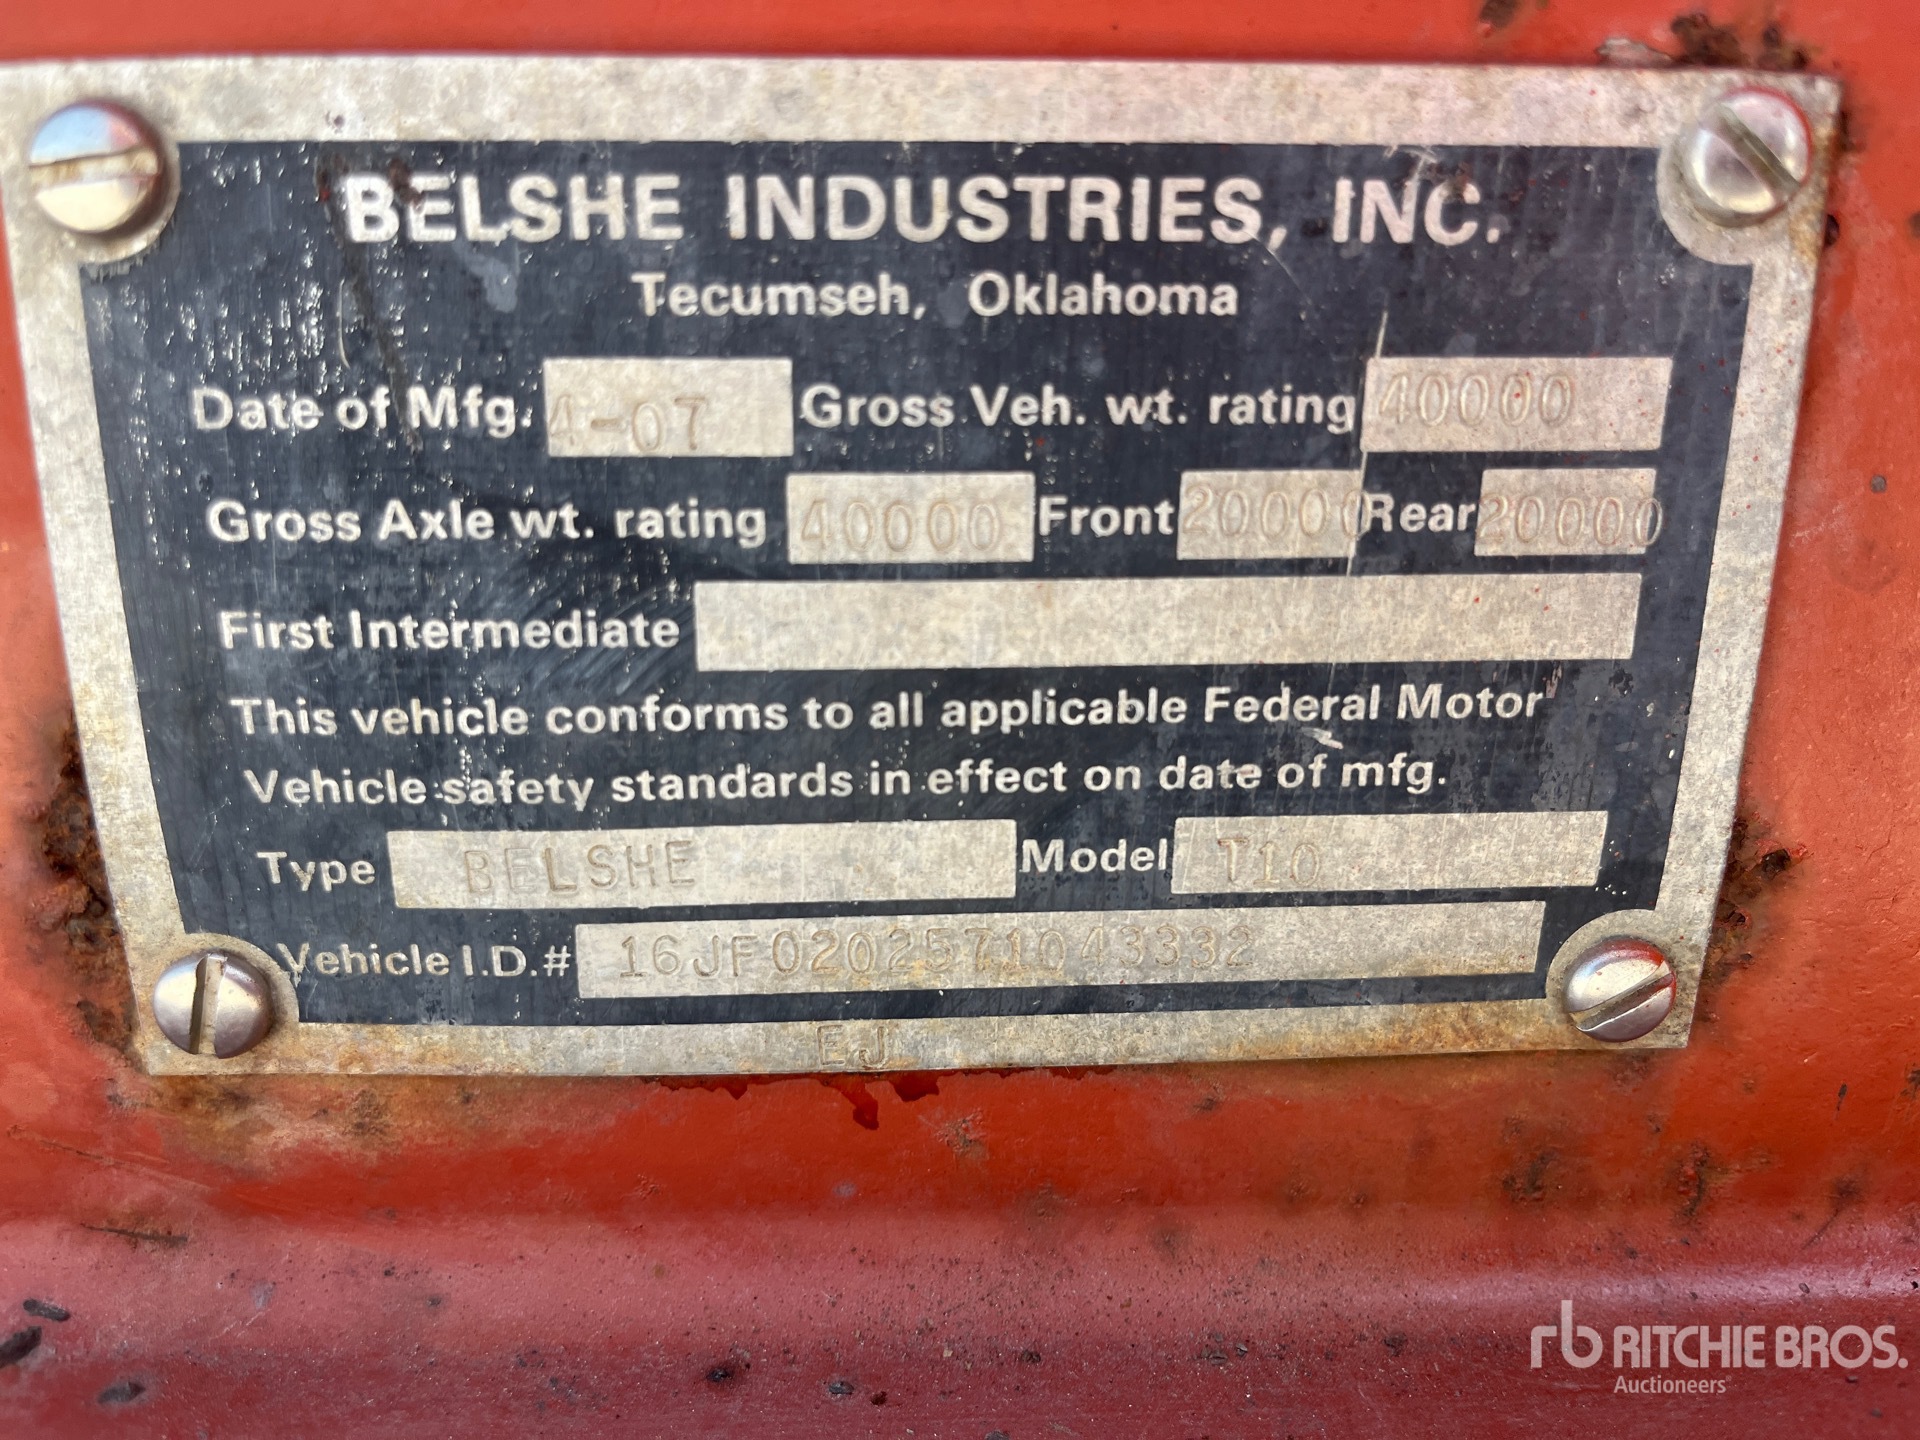 BELSHE INDUSTRIES, INC.
Tecumseh, Oklahoma
Date of Mfg. 4-07 Gross Veh. wt. rating 40000
Gross Axle wt. rating 40000 Front 20000 Rear 20000
First Intermediate
This vehicle conforms to all applicable Federal Motor
Vehicle safety standards in effect on date of mfg.
Type BELSHE Model T10
Vehicle I.D.# 16JF0202571043332
EJ
rb RITCHIE BROS.
Auctioneers